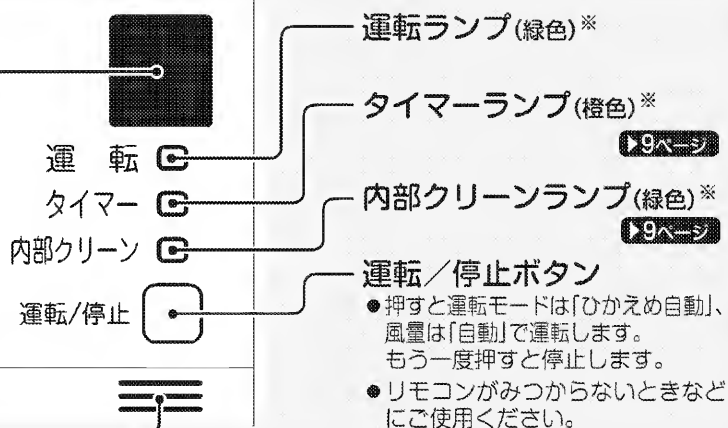 運転ランプ(緑色)※
タイマーランプ(橙色)※
▶9ページ
運 転
タイマー
内部クリーンランプ(緑色)※
▶9ページ
内部クリーン
運転/停止ボタン
運転/停止
●押すと運転モードは「ひかえめ自動」、
風量は「自動」で運転します。
もう一度押すと停止します。
●リモコンがみつからないときなど
にご使用ください。